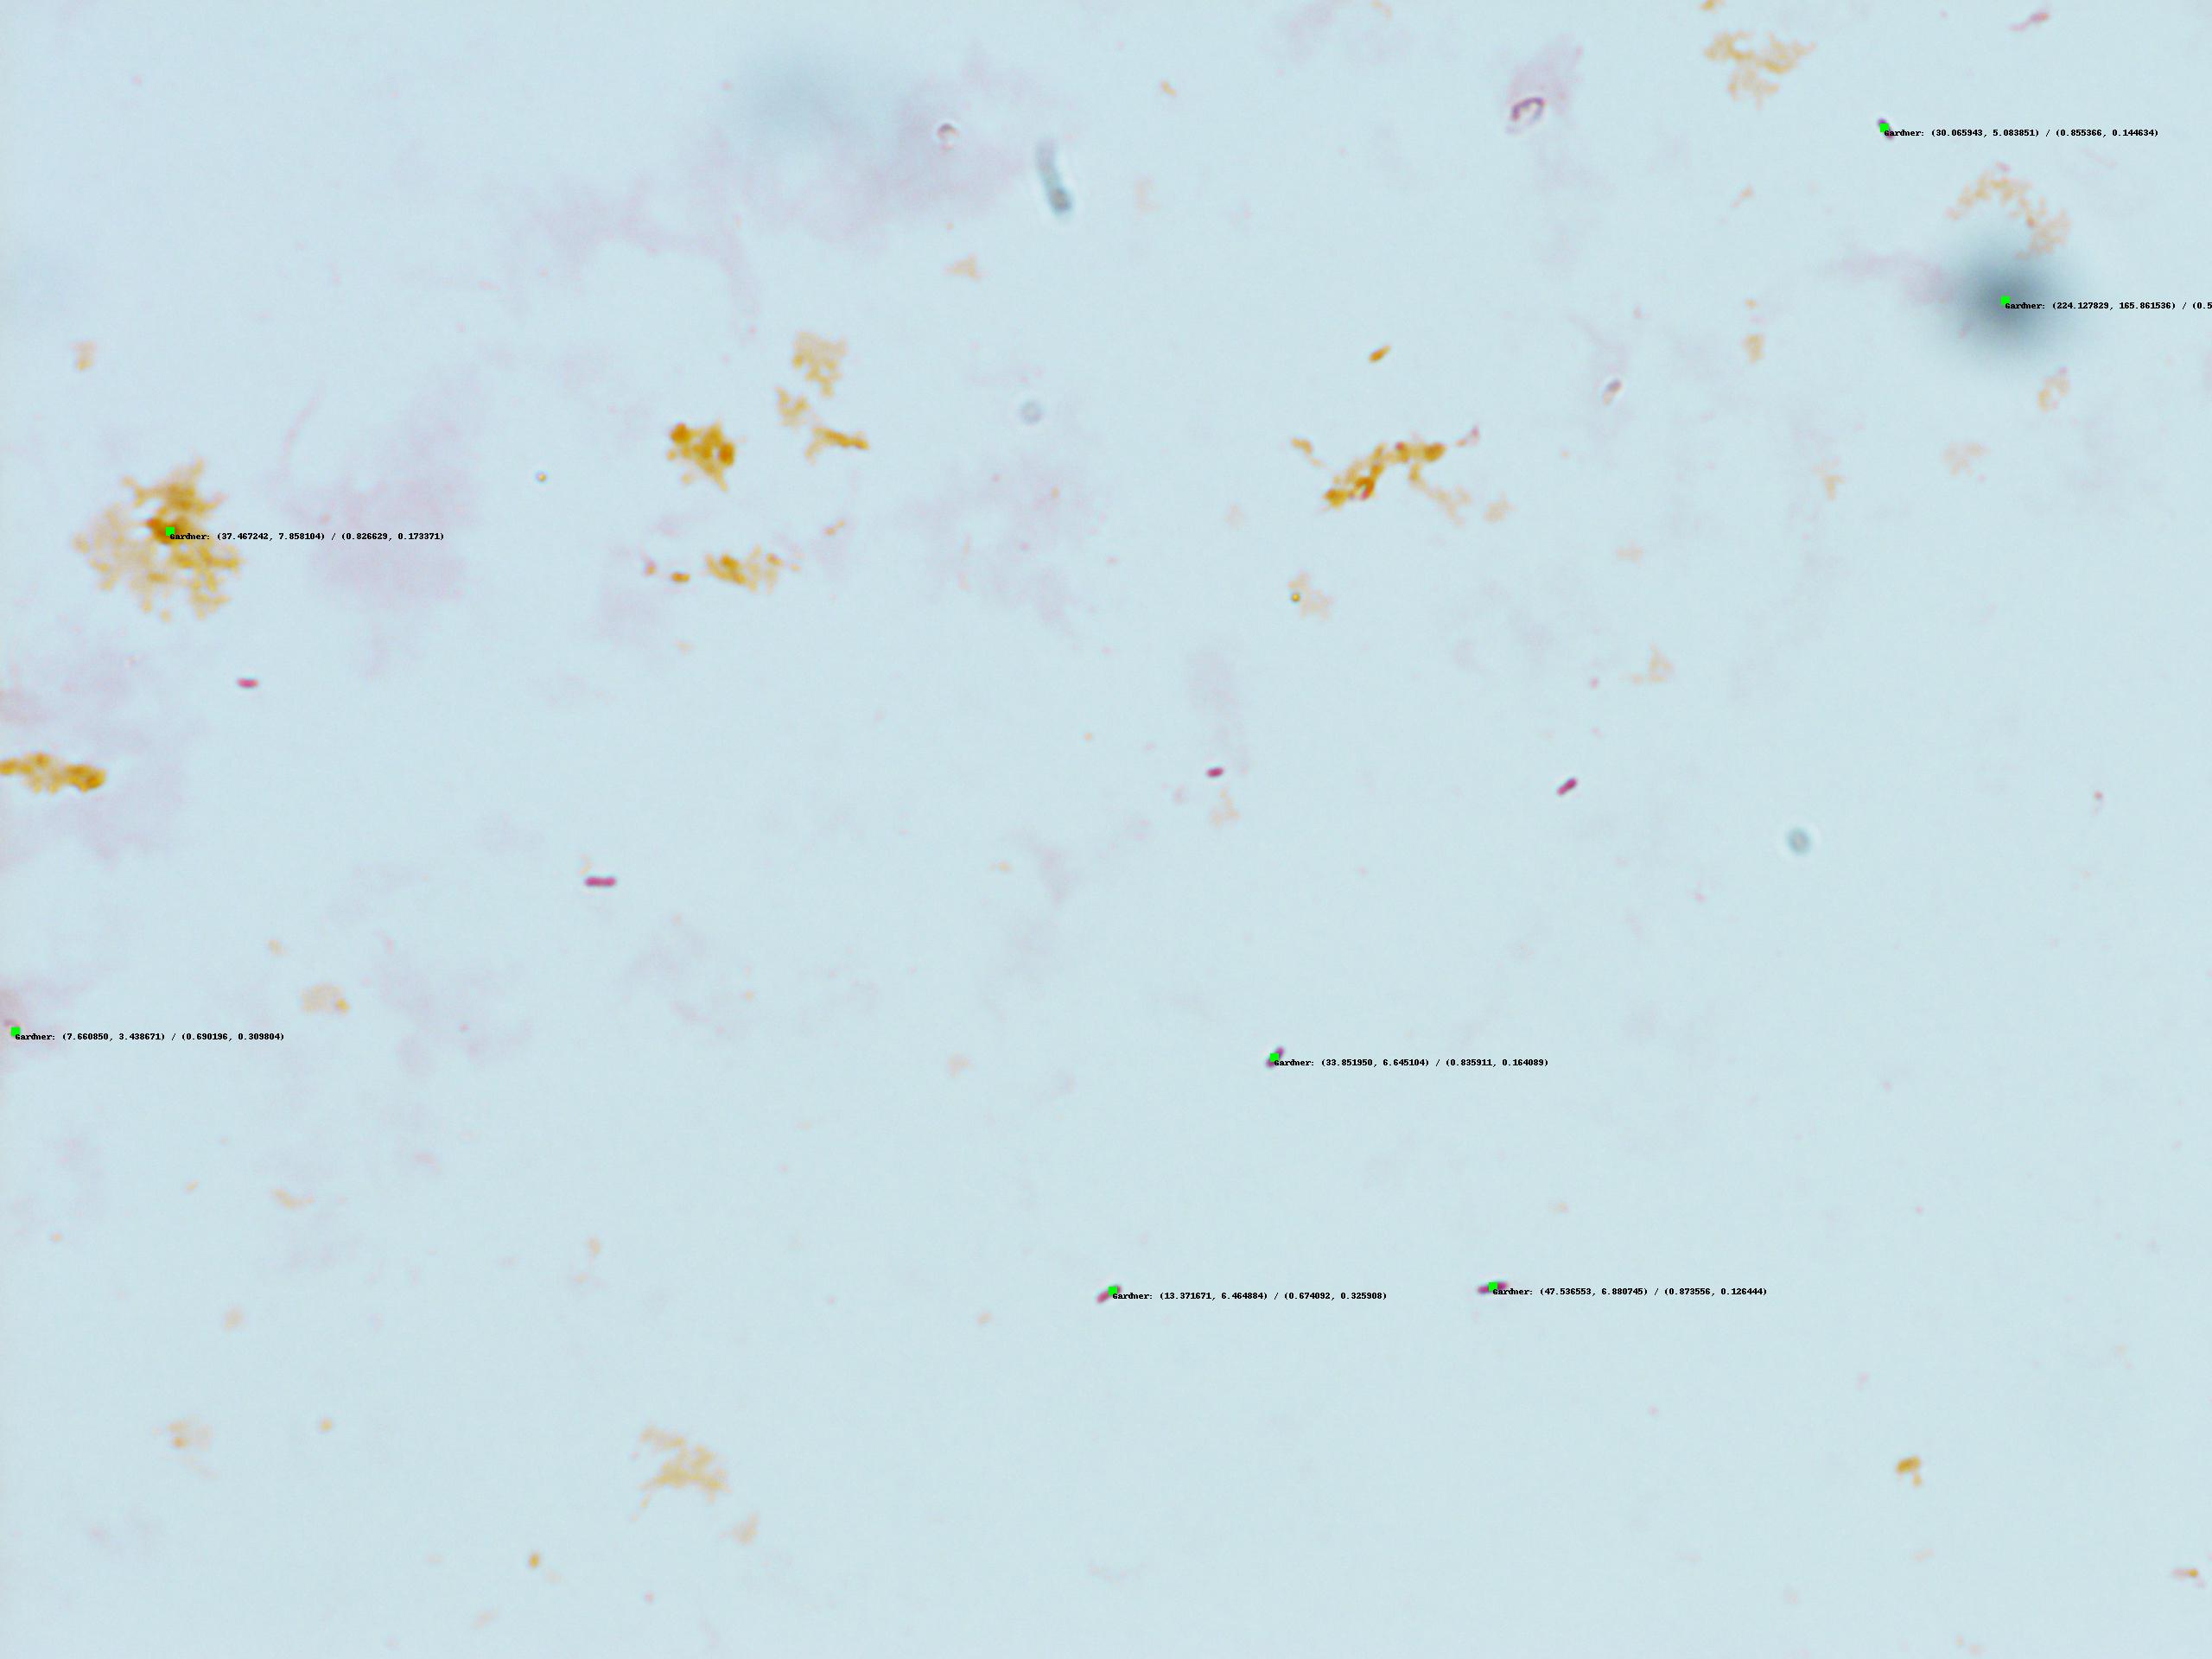 Gardner: (30.065943, 5.083851) / (0.855366, 0.144634)
Gardner: (224.127829, 165.861536) / (0.5
Gardner: (37.467242, 7.858104) / (0.826629, 0.173371)
Gardner: (7.660850, 3.438671) / (0.690196, 0.309804)
Gardner: (33.851950, 6.645104) / (0.835911, 0.164089)
Gardner: (13.371671, 6.464884) / (0.674092, 0.325908)
Gardner: (47.536553, 6.880745) / (0.873556, 0.126444)